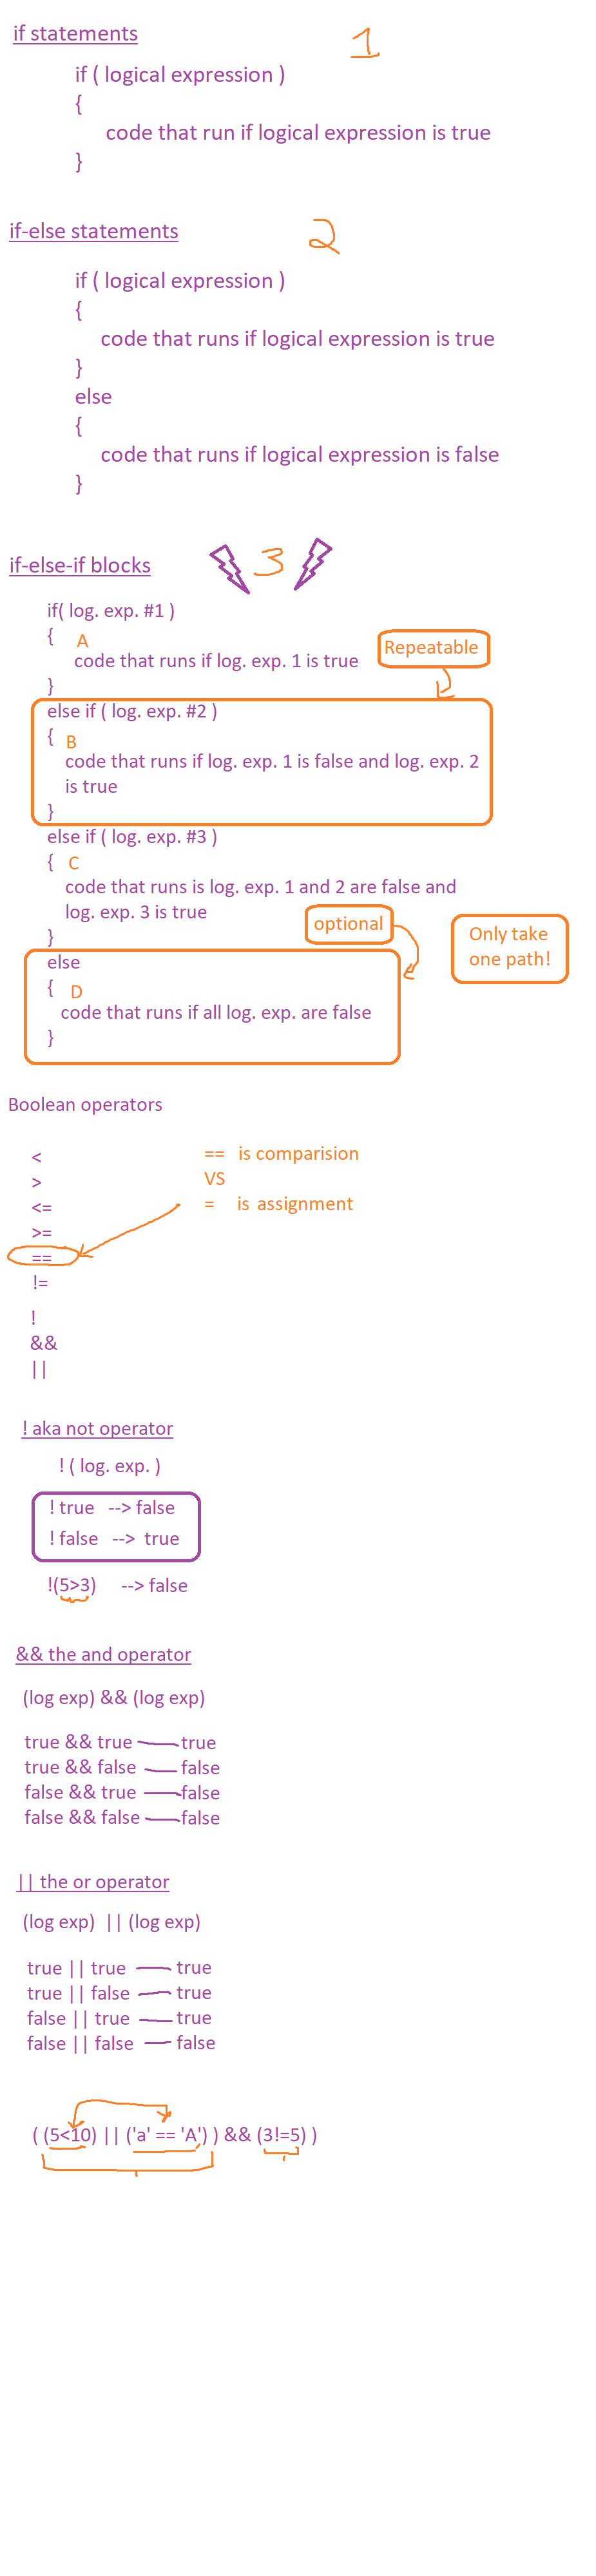 if statements
1
if ( logical expression )
{
code that run if logical expression is true
}
if-else statements
2
if ( logical expression )
{
code that runs if logical expression is true
}
else
{
code that runs if logical expression is false
}
if-else-if blocks
3
if( log. exp. #1 )
{ A
code that runs if log. exp. 1 is true
Repeatable
}
else if ( log. exp. #2 )
{ B
code that runs if log. exp. 1 is false and log. exp. 2
is true
}
else if ( log. exp. #3 )
{ C
code that runs is log. exp. 1 and 2 are false and
log. exp. 3 is true
}
optional
Only take
one path!
else
{ D
code that runs if all log. exp. are false
}
Boolean operators
<
>
<=
>=
==
!=
!
&&
||
== is comparision
VS
= is assignment
! aka not operator
! ( log. exp. )
! true --> false
! false --> true
!(5>3) --> false
&& the and operator
(log exp) && (log exp)
true && true — true
true && false — false
false && true — false
false && false — false
|| the or operator
(log exp) || (log exp)
true || true — true
true || false — true
false || true — true
false || false — false
( (5<10) || ('a' == 'A') ) && (3!=5) )